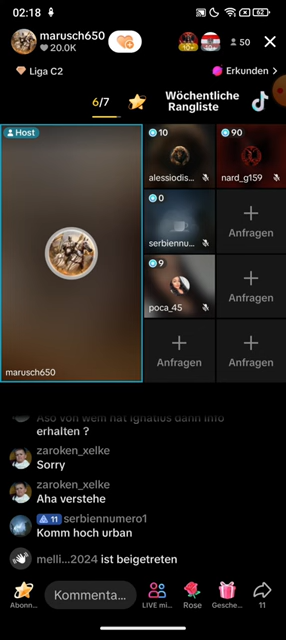 02:18
62
marusch650
20.0K
50
Liga C2
Erkunden >
6/7
Wöchentliche
Rangliste
Host
marusch650
10
alessiodis...
90
nard_g159
0
serbiennu...
Anfragen
9
poca_45
Anfragen
Anfragen
Anfragen
Aso von wem hat Ignatius dann info
erhalten ?
zaroken_xelke
Sorry
zaroken_xelke
Aha verstehe
11 serbiennumero1
Komm hoch urban
melli...2024 ist beigetreten
Abonn...
Kommenta...
LIVE mi...
Rose
Gesche...
11